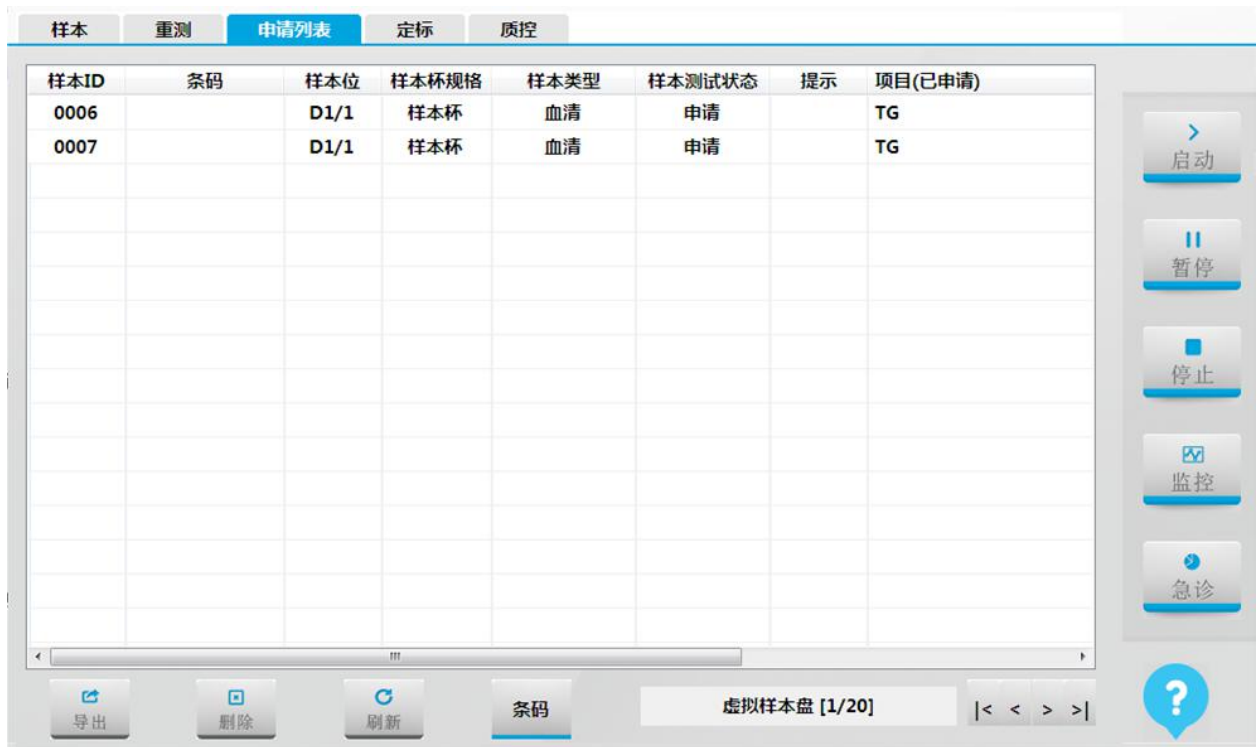 样本 重测 申请列表 定标 质控
样本ID 条码 样本位 样本杯规格 样本类型 样本测试状态 提示 项目(已申请)
0006 D1/1 样本杯 血清 申请 TG
0007 D1/1 样本杯 血清 申请 TG
启动
暂停
停止
监控
急诊
导出 删除 刷新 条码 虚拟样本盘 [1/20] |< < > >|
?